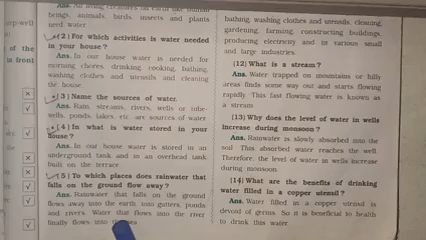 Ans.
beings, animals, birds, insects and plants
need water.
(2) For which activities is water needed
in your house ?
Ans. In our house water is needed for
morning chores, drinking, cooking, bathing,
washing clothes and utensils and cleaning
the house.
(3) Name the sources of water.
Ans. Rain, streams, rivers, wells or tube-
wells, ponds, lakes, etc. are sources of water.
(4) In what is water stored in your
house ?
Ans. In our house water is stored in an
underground tank and in an overhead tank
built on the terrace.
(5) To which places does rainwater that
falls on the ground flow away?
Ans. Rainwater that falls on the ground
flows away into the earth, into gutters, ponds
and rivers. Water that flows into the river
finally flows into
bathing, washing clothes and utensils, cleaning,
gardening, farming, constructing buildings,
producing electricity and in various small
and large industries.
(12) What is a stream?
Ans. Water trapped on mountains or hilly
areas finds some way out and starts flowing
rapidly. This fast flowing water is known as
a stream.
(13) Why does the level of water in wells
increase during monsoon ?
Ans. Rainwater is slowly absorbed into the
soil. This absorbed water reaches the well.
Therefore, the level of water in wells increase
during monsoon.
(14) What are the benefits of drinking
water filled in a copper utensil ?
Ans. Water filled in a copper utensil is
devoid of germs. So it is beneficial to health
to drink this water.
of the
is front